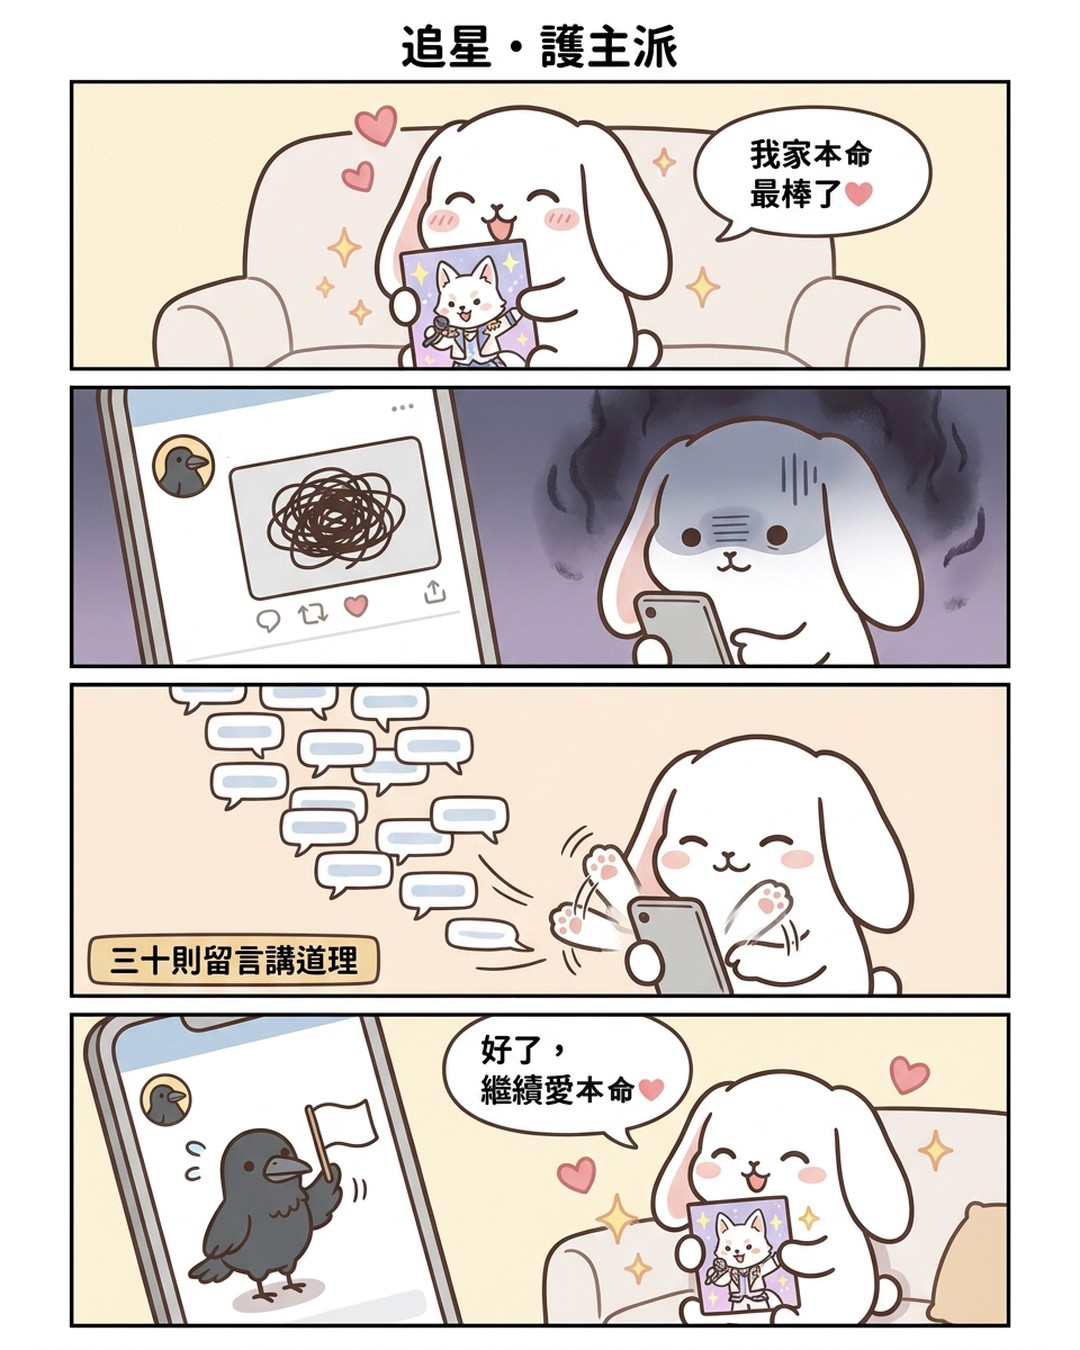 追星・護主派
我家本命
最棒了
三十則留言講道理
好了，
繼續愛本命